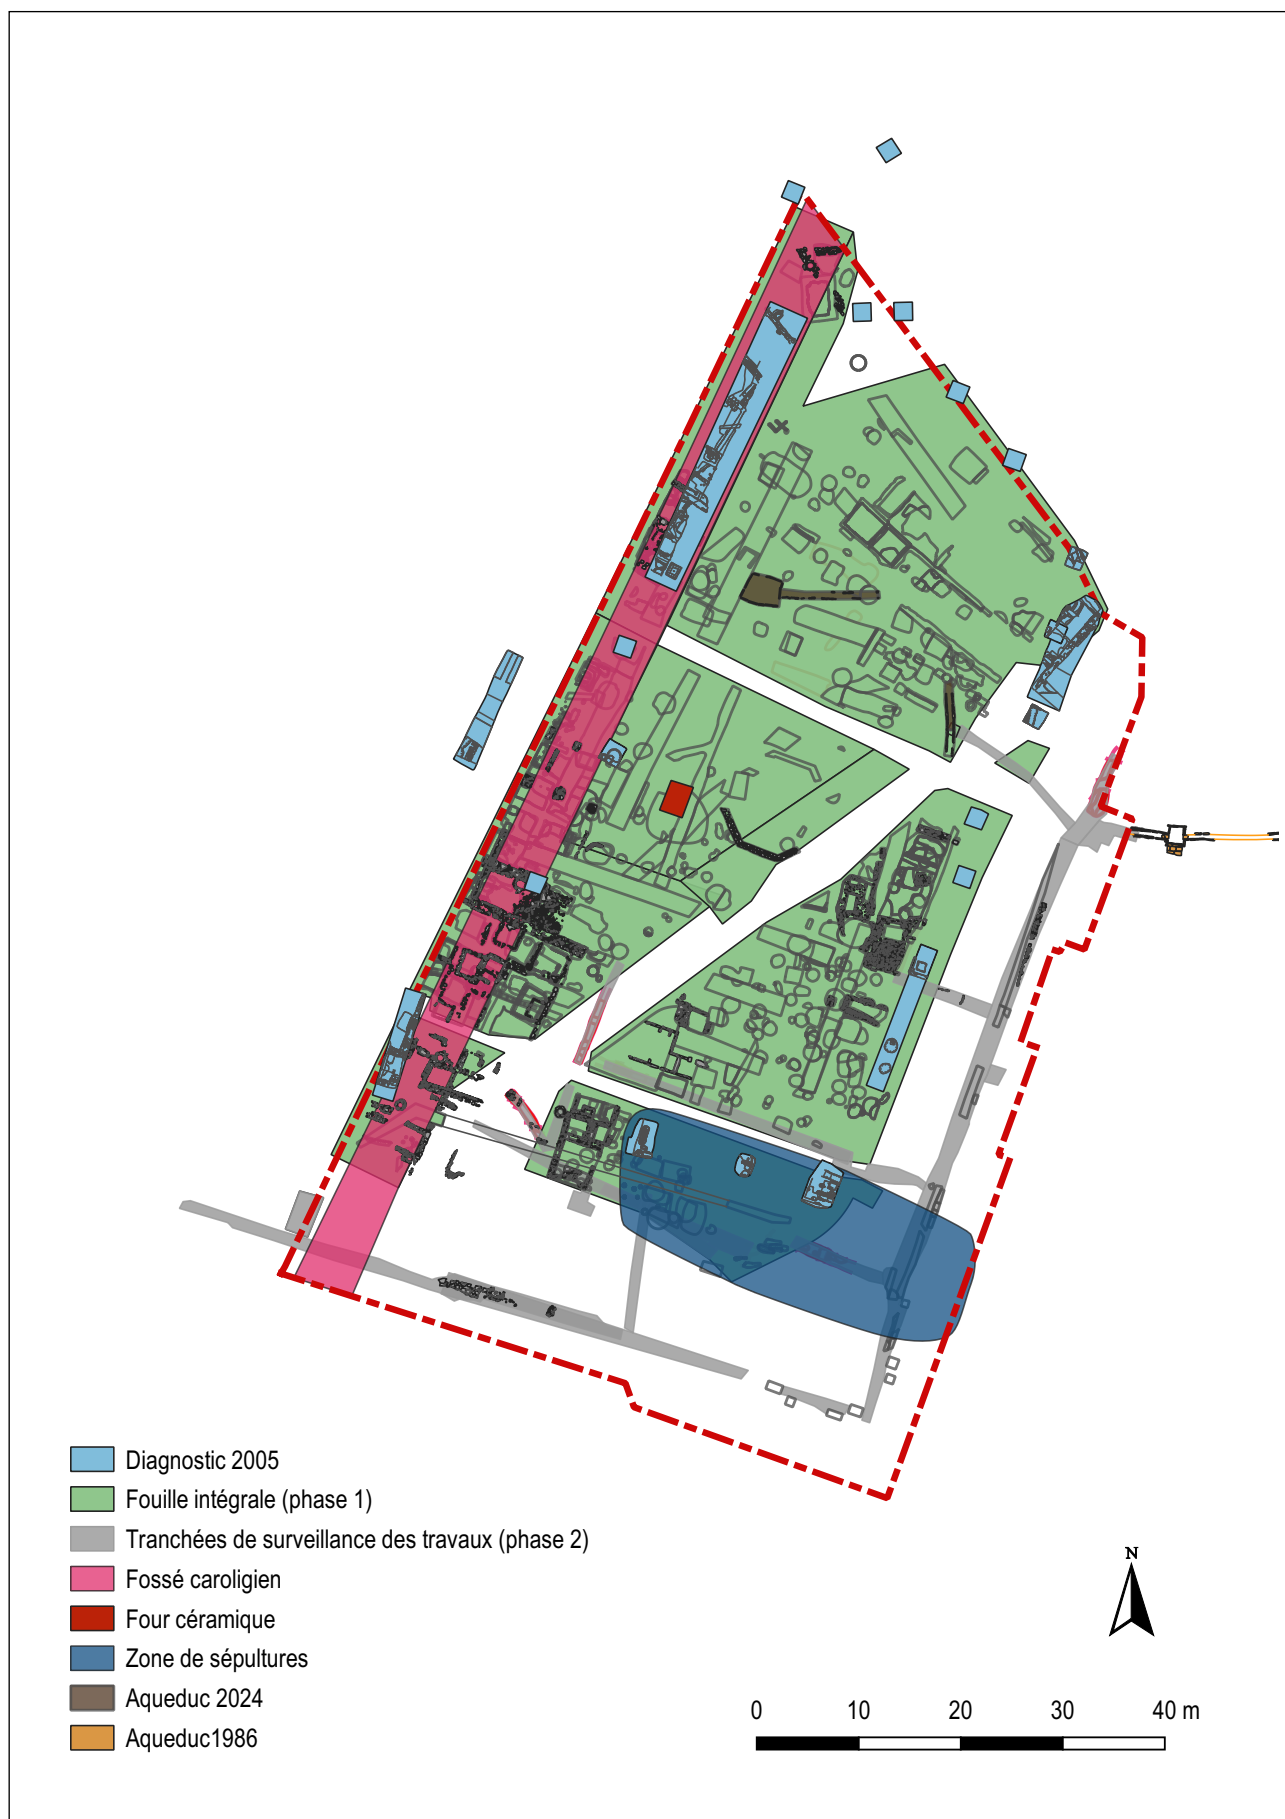 Diagnostic 2005
Fouille intégrale (phase 1)
Tranchées de surveillance des travaux (phase 2)
Fossé caroligien
Four céramique
Zone de sépultures
Aqueduc 2024
Aqueduc1986
N
0 10 20 30 40 m